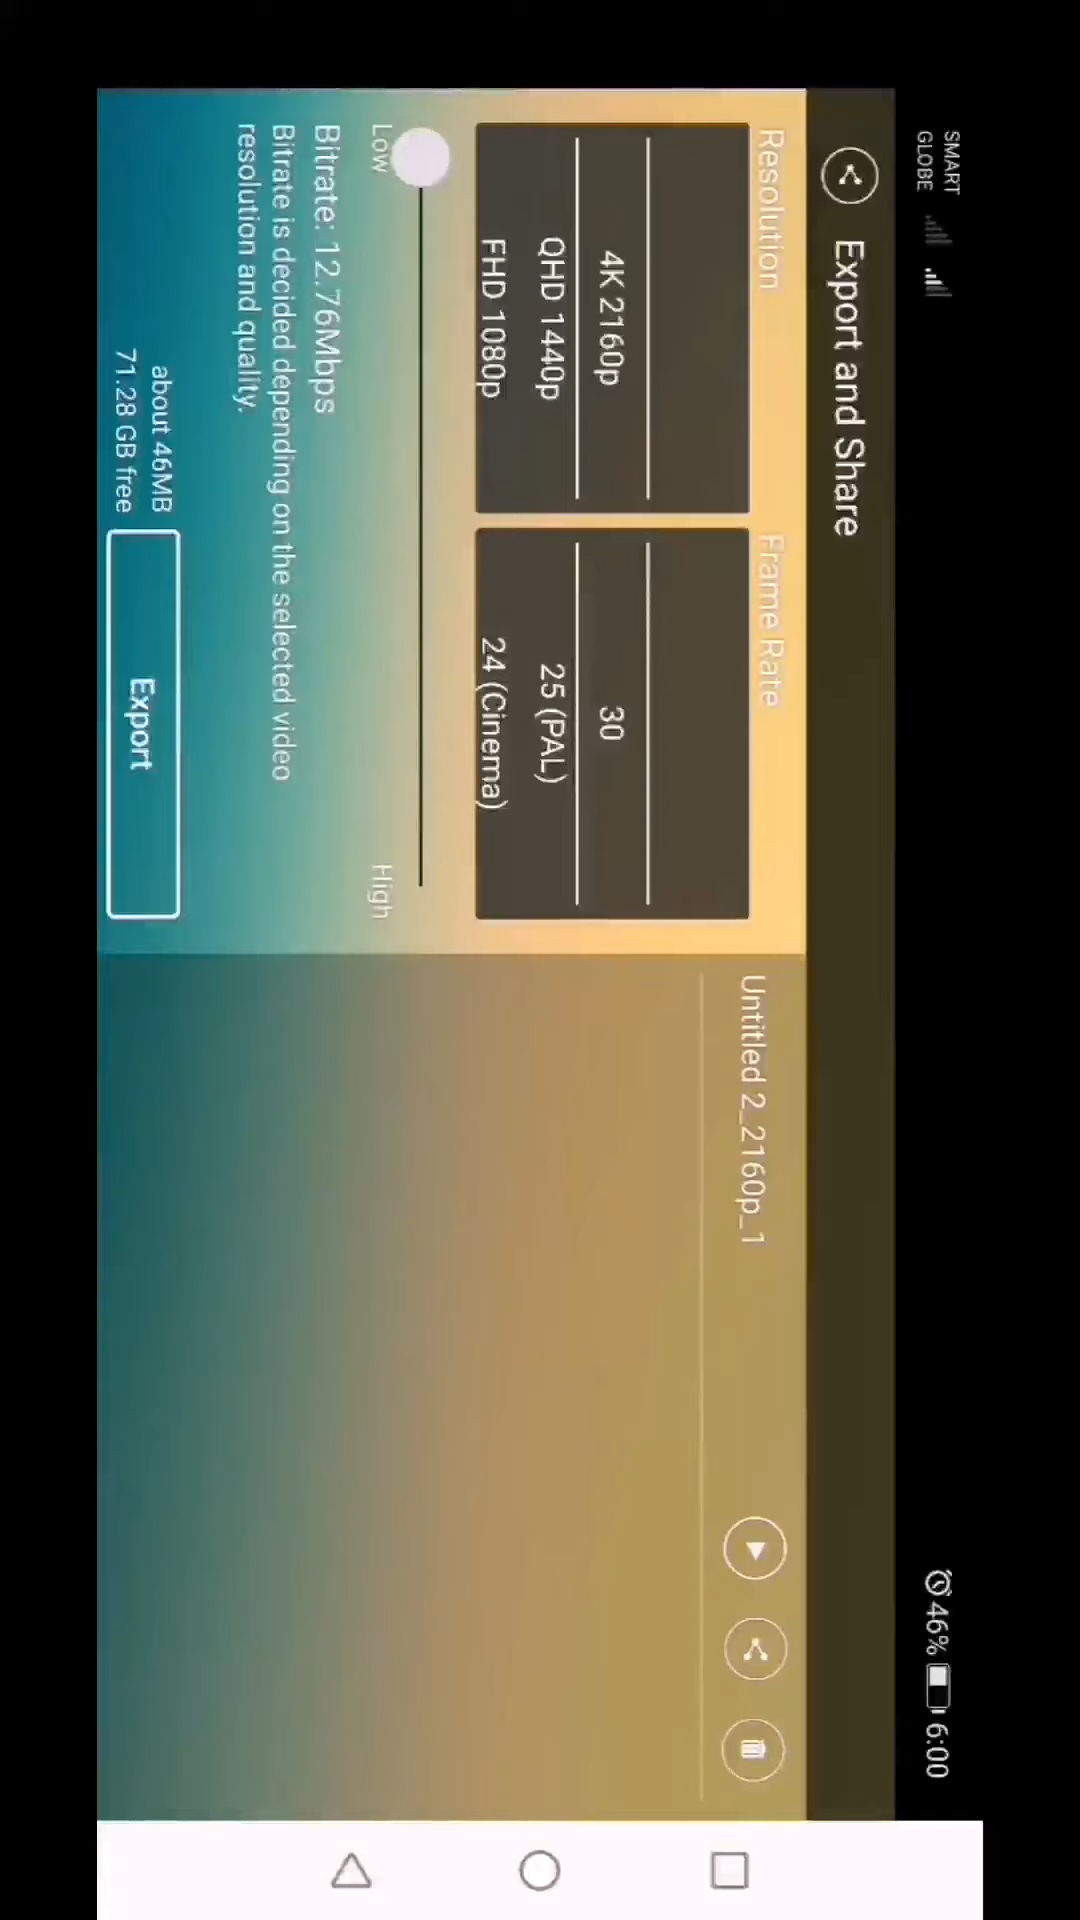 SMART
GLOBE
46% 6:00
Export and Share
Resolution
4K 2160p
QHD 1440p
FHD 1080p
Frame Rate
30
25 (PAL)
24 (Cinema)
Low
High
Bitrate: 12.76Mbps
Bitrate is decided depending on the selected video
resolution and quality.
about 46MB
71.28 GB free
Export
Untitled 2_2160p_1